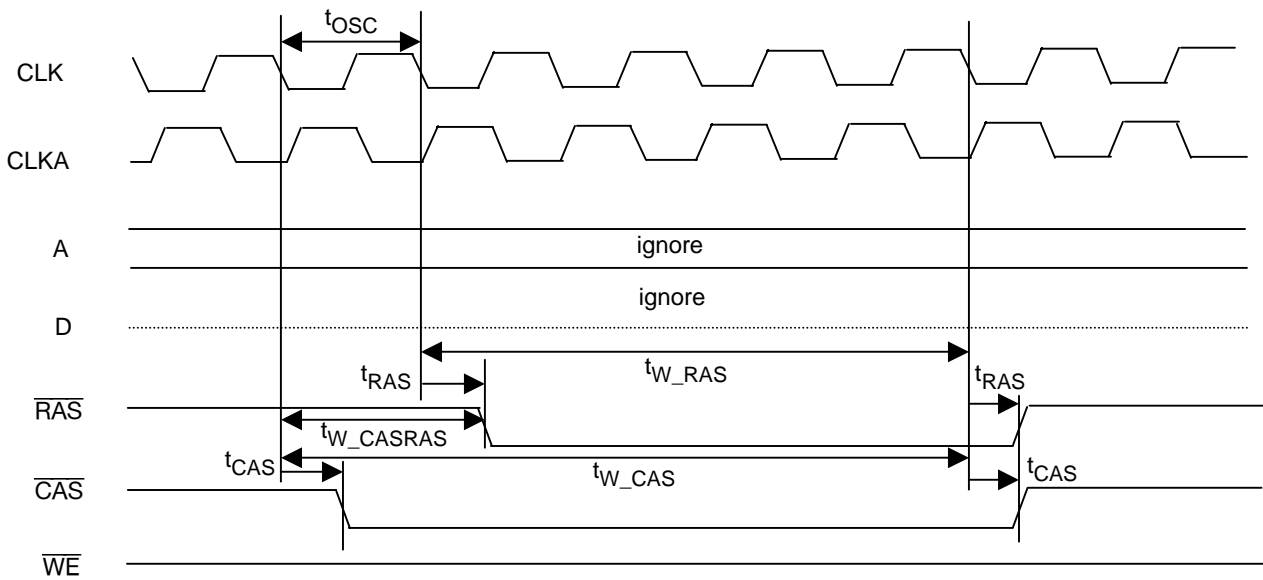 tOSC
CLK
CLKA
A
ignore
ignore
D
tRAS
tW_RAS
tRAS
RAS
tW_CASRAS
tCAS
tW_CAS
tCAS
CAS
WE